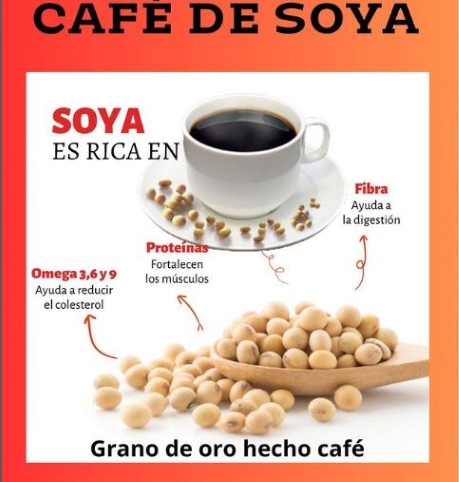 CAFÉ DE SOYA
SOYA
ES RICA EN
Fibra
Ayuda a
la digestión
Proteínas
Fortalecen
los músculos
Omega 3,6 y 9
Ayuda a reducir
el colesterol
Grano de oro hecho café